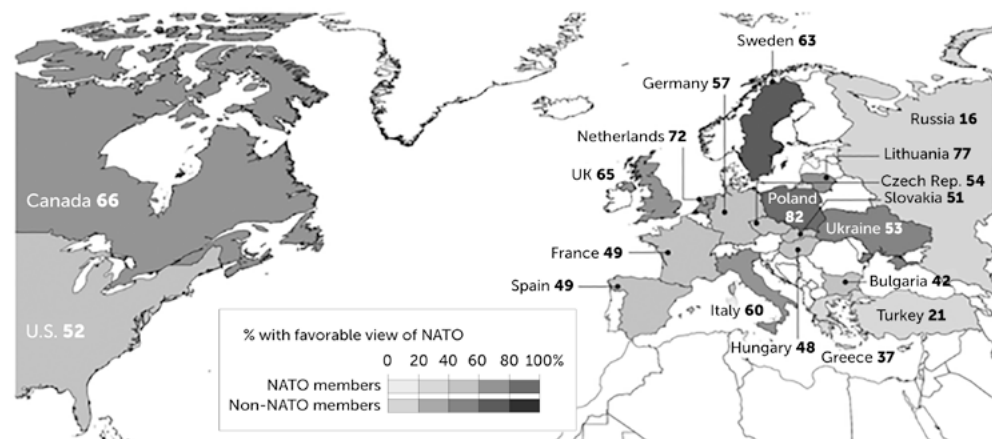 Sweden 63
Germany 57
Russia 16
Netherlands 72
Lithuania 77
UK 65
Czech Rep. 54
Slovakia 51
Canada 66
Poland
82
Ukraine 53
France 49
Bulgaria 42
Spain 49
Italy 60
Turkey 21
U.S. 52
Hungary 48
Greece 37
% with favorable view of NATO
0 20 40 60 80 100%
NATO members
Non-NATO members